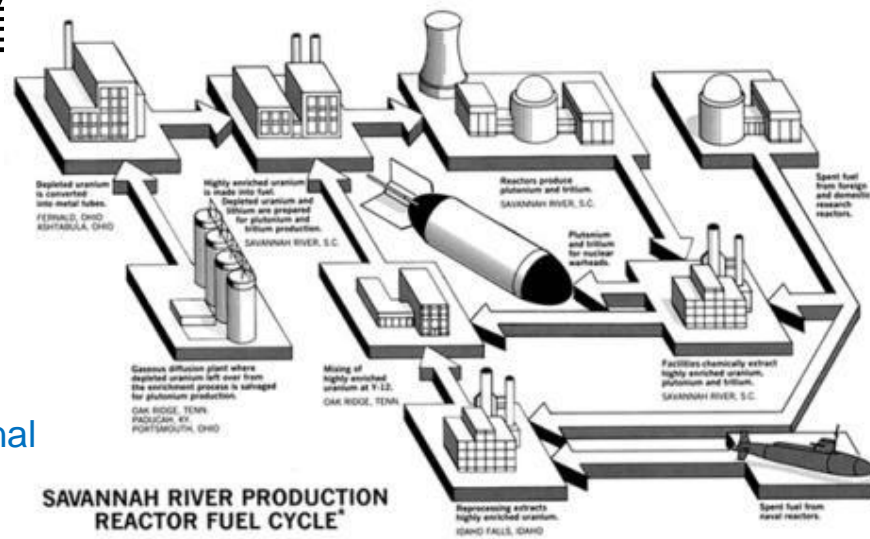 Depleted uranium
is converted
into metal tubes.
FERNALD, OHIO
ASHTABULA, OHIO
Highly enriched uranium
is made into fuel.
Depleted uranium and
lithium are prepared
for plutonium and
tritium production.
SAVANNAH RIVER, S.C.
Reactors produce
plutonium and tritium.
SAVANNAH RIVER, S.C.
Spent fuel
from foreign
and domestic
research
reactors.
Plutonium
and tritium
for nuclear
warheads.
Gaseous diffusion plant where
depleted uranium left over from
the enrichment process is salvaged
for plutonium production.
OAK RIDGE, TENN.
PADUCAH, KY.
PORTSMOUTH, OHIO
Mixing of
highly enriched
uranium at Y-12.
OAK RIDGE, TENN.
Facilities chemically extract
highly enriched uranium,
plutonium and tritium.
SAVANNAH RIVER, S.C.
nal
SAVANNAH RIVER PRODUCTION
REACTOR FUEL CYCLE*
Reprocessing extracts
highly enriched uranium.
IDAHO FALLS, IDAHO
Spent fuel from
naval reactors.